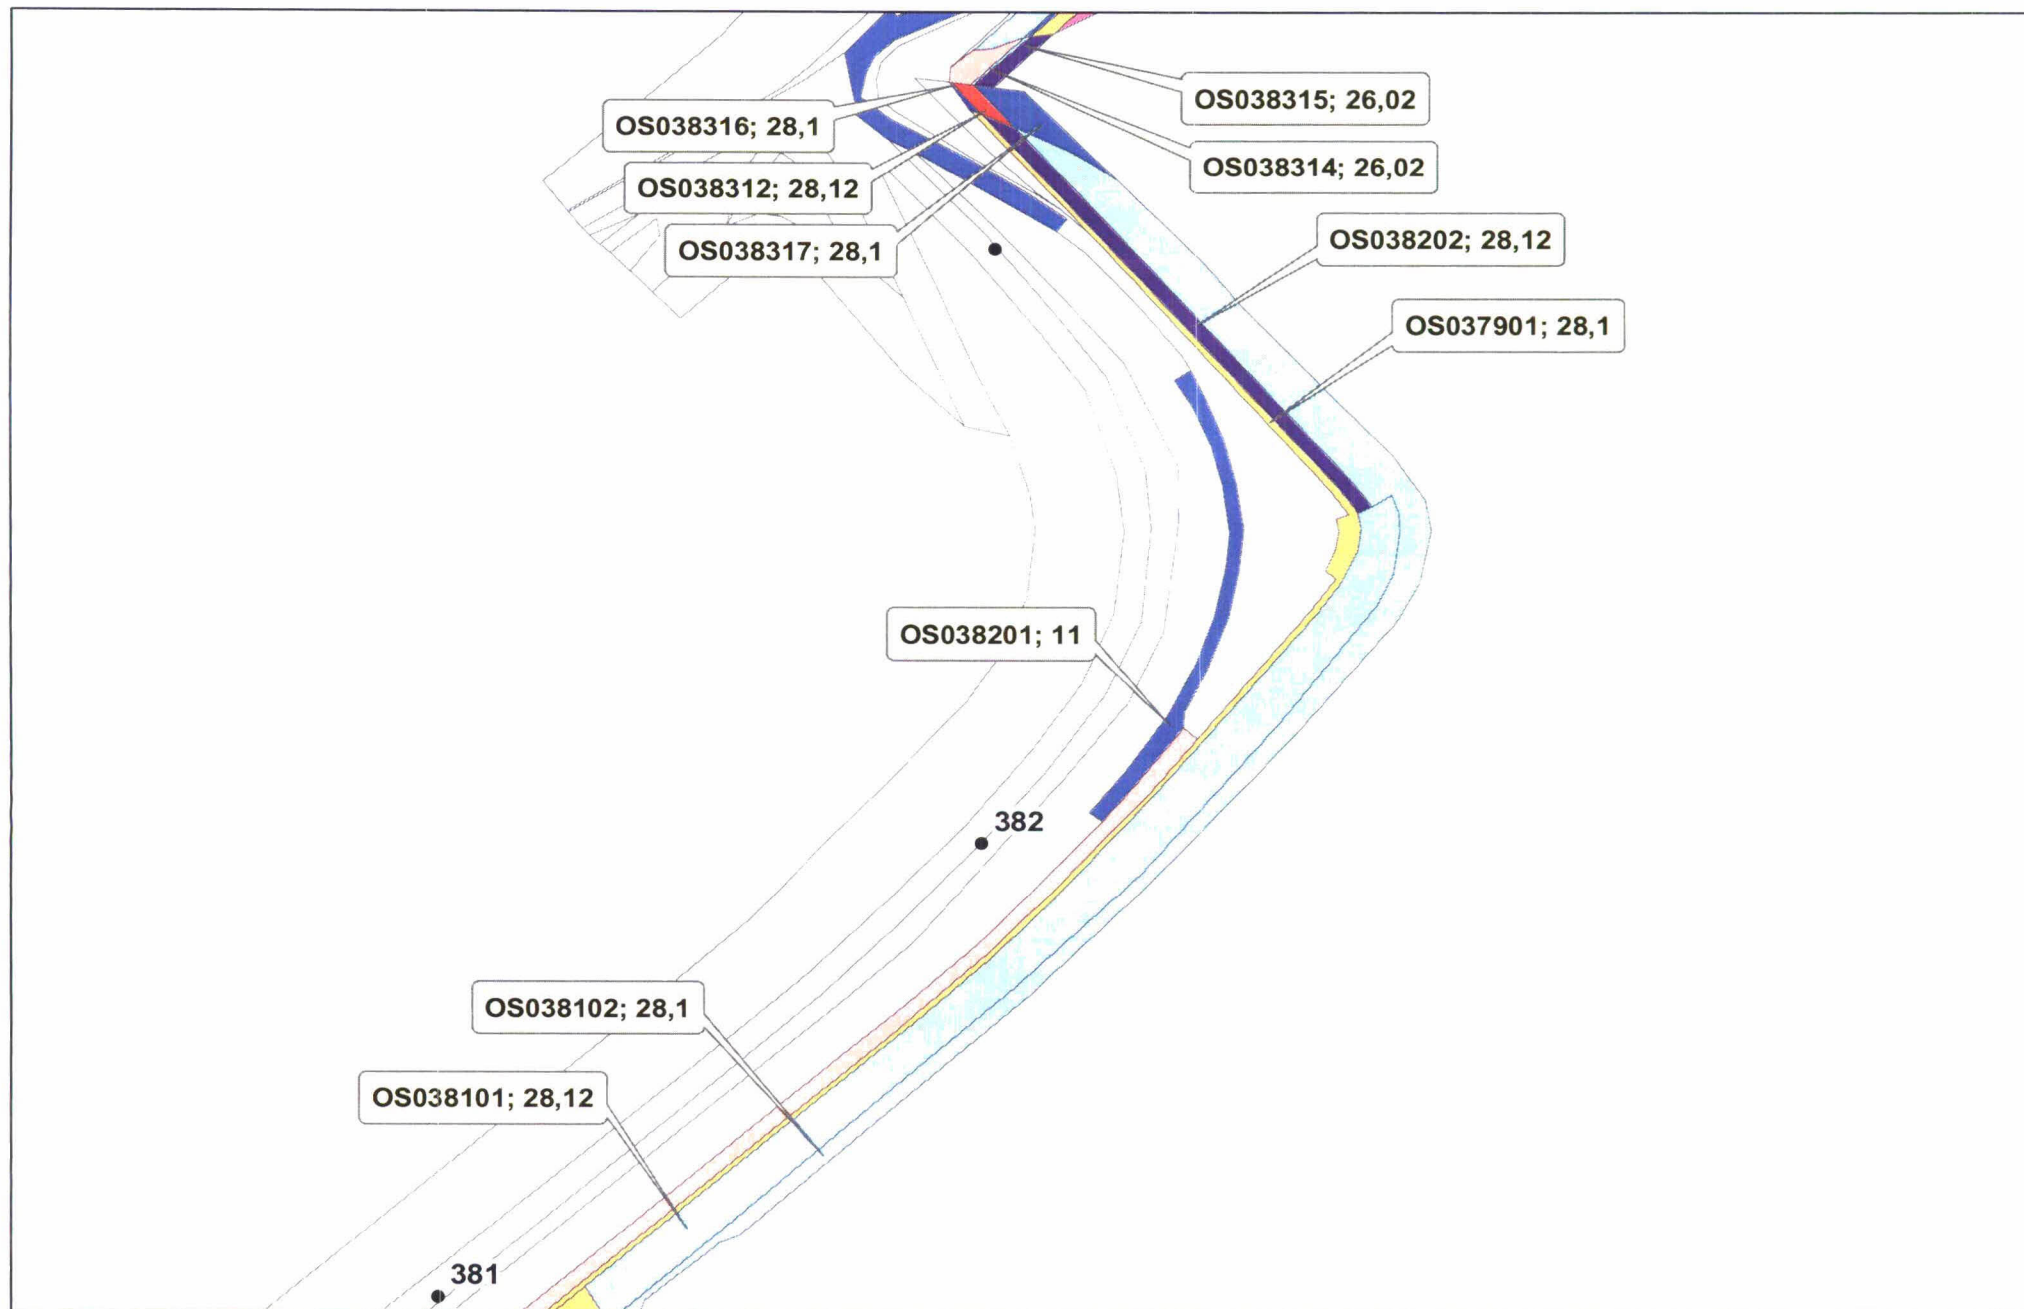 OS038315; 26,02
OS038316; 28,1
OS038314; 26,02
OS038312; 28,12
OS038317; 28,1
OS038202; 28,12
OS037901; 28,1
OS038201; 11
382
OS038102; 28,1
OS038101; 28,12
381